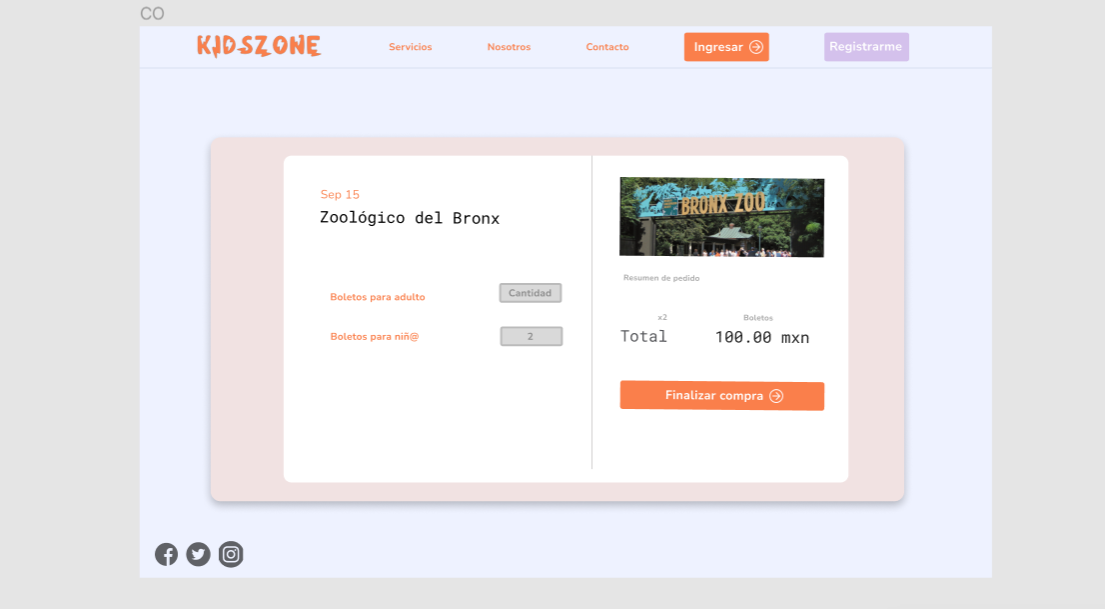 CO
KIDSZONE
Servicios
Nosotros
Contacto
Ingresar
Registrarme
Sep 15
Zoológico del Bronx
Boletos para adulto
Cantidad
Boletos para niñ@
2
BRONX ZOO
Resumen de pedido
x2 Boletos
Total 100.00 mxn
Finalizar compra